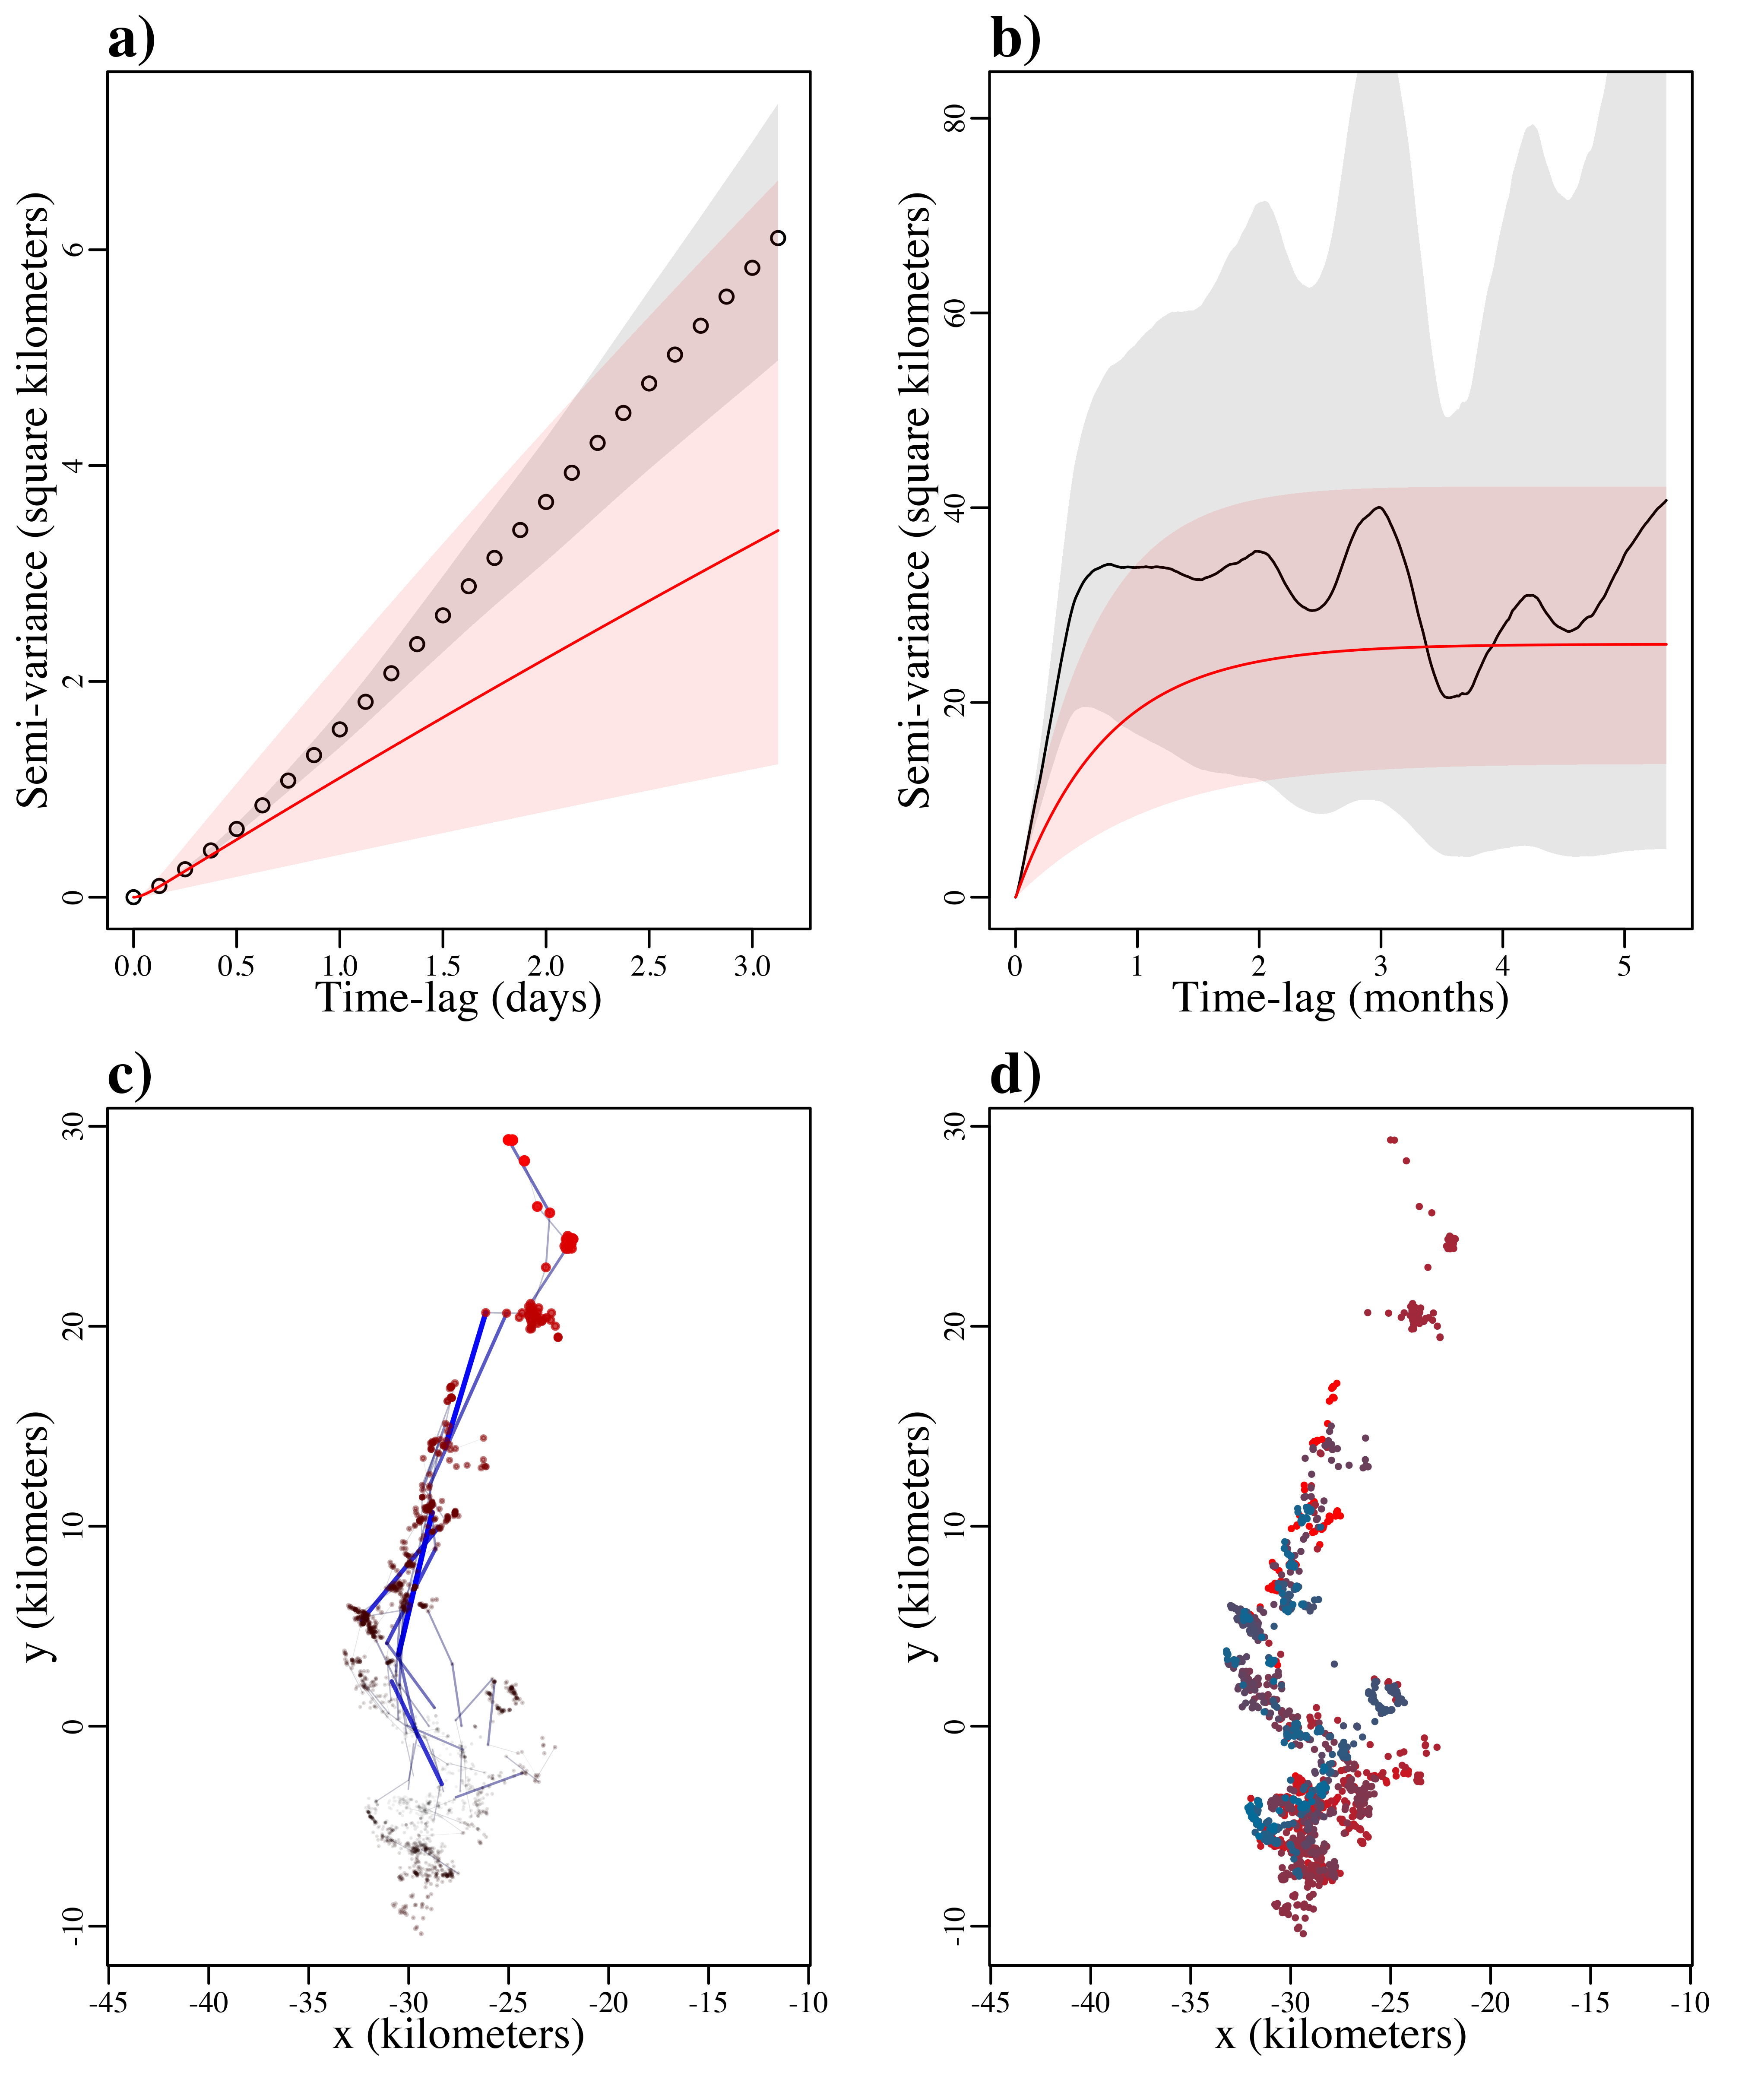 a)
Semi-variance (square kilometers)
0 2 4 6
0.0 0.5 1.0 1.5 2.0 2.5 3.0
Time-lag (days)
b)
Semi-variance (square kilometers)
0 20 40 60 80
0 1 2 3 4 5
Time-lag (months)
c)
y (kilometers)
-10 0 10 20 30
-45 -40 -35 -30 -25 -20 -15 -10
x (kilometers)
d)
y (kilometers)
-10 0 10 20 30
-45 -40 -35 -30 -25 -20 -15 -10
x (kilometers)